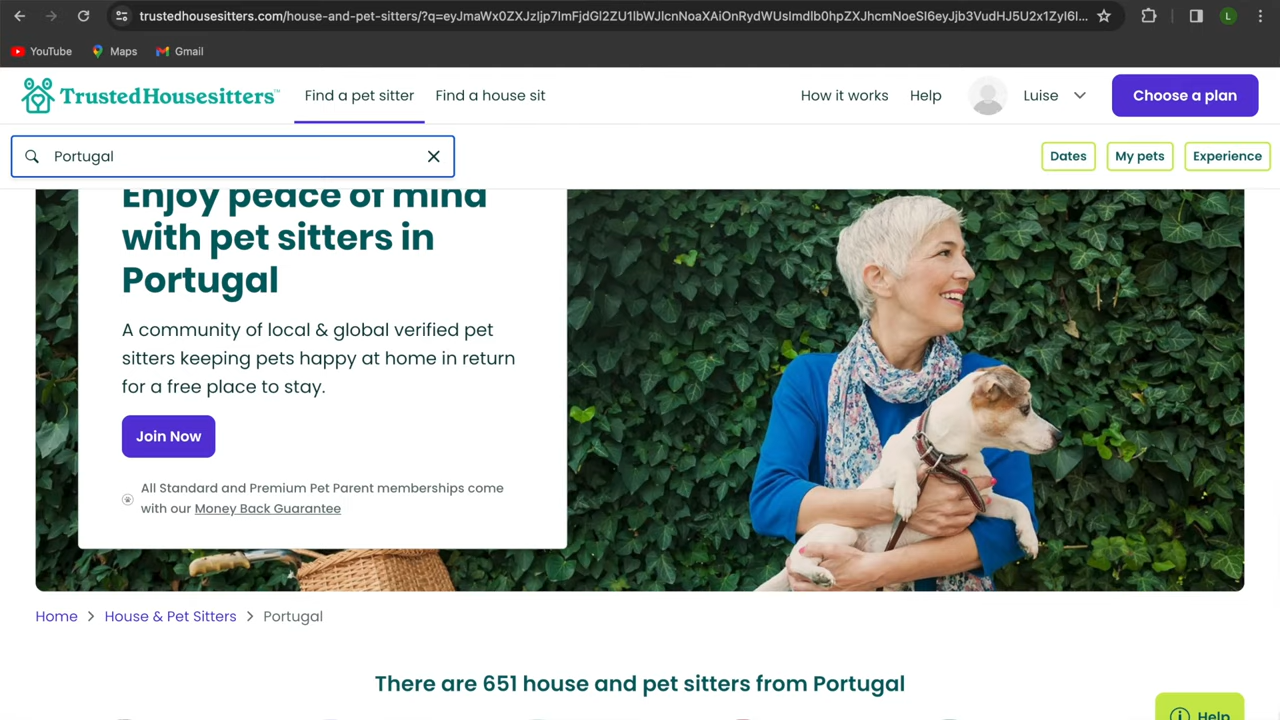 trustedhousesitters.com/house-and-pet-sitters/?q=eyJmaWx0ZXJzIjp7ImFjdGl2ZU1lbWJlcnNoaXAiOnRydWUsImdlb0hpZXJhcmNoeSI6eyJjb3VudHJ5U2x1ZyI6I...
L
YouTube
Maps
Gmail
TrustedHousesitters™
Find a pet sitter
Find a house sit
How it works
Help
Luise
Choose a plan
Portugal
Dates
My pets
Experience
Enjoy peace of mind
with pet sitters in
Portugal
A community of local & global verified pet
sitters keeping pets happy at home in return
for a free place to stay.
Join Now
All Standard and Premium Pet Parent memberships come
with our Money Back Guarantee
Home > House & Pet Sitters > Portugal
There are 651 house and pet sitters from Portugal
Help